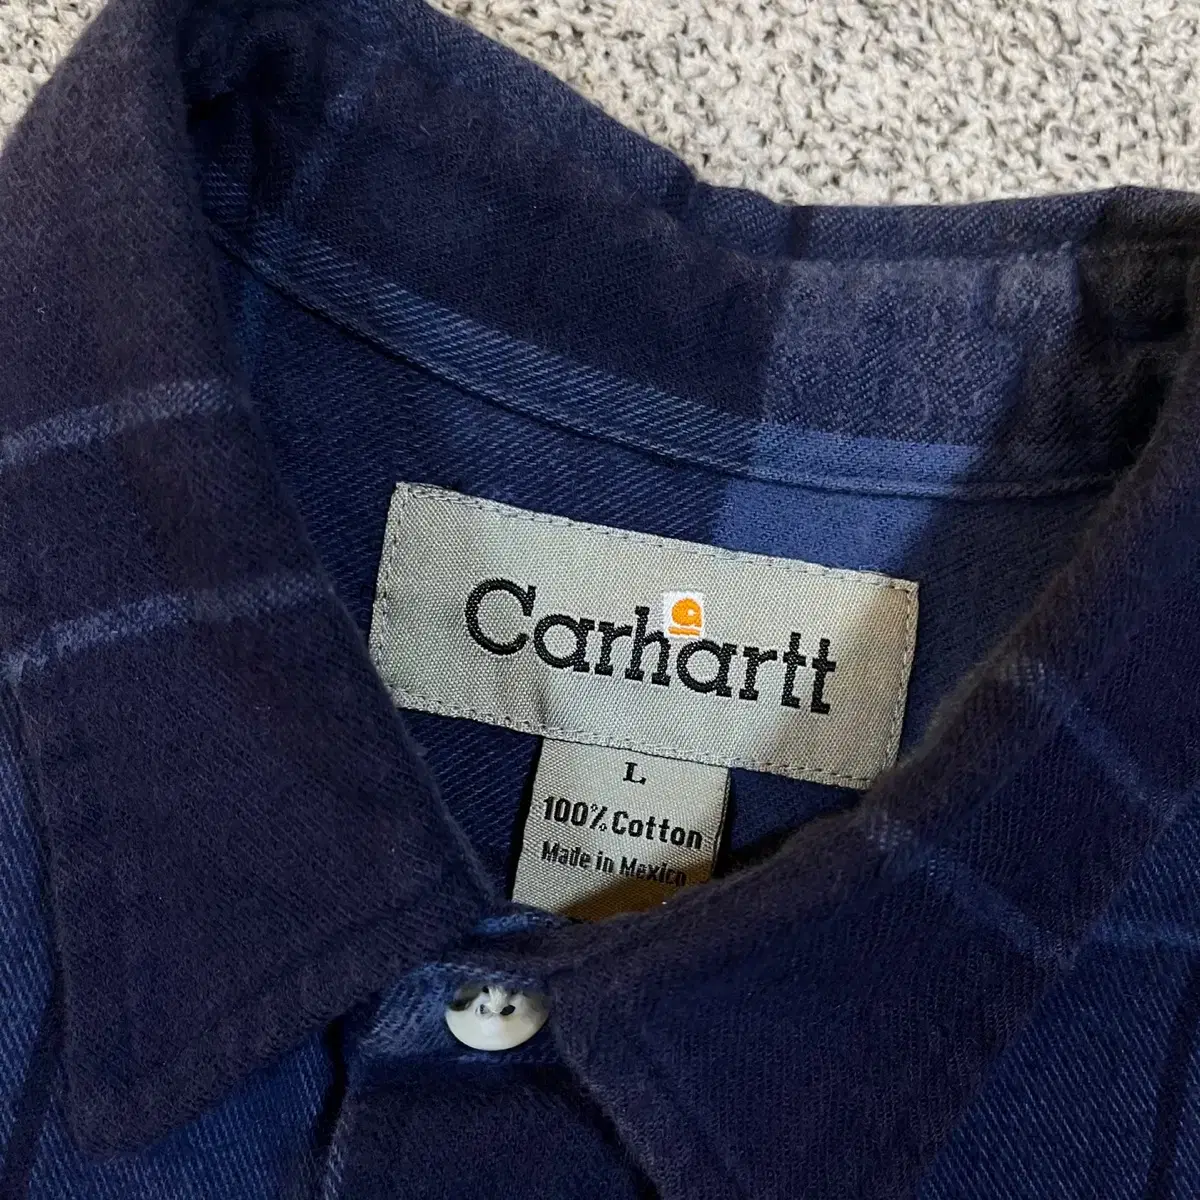 Carhartt
L
100% Cotton
Made in Mexico